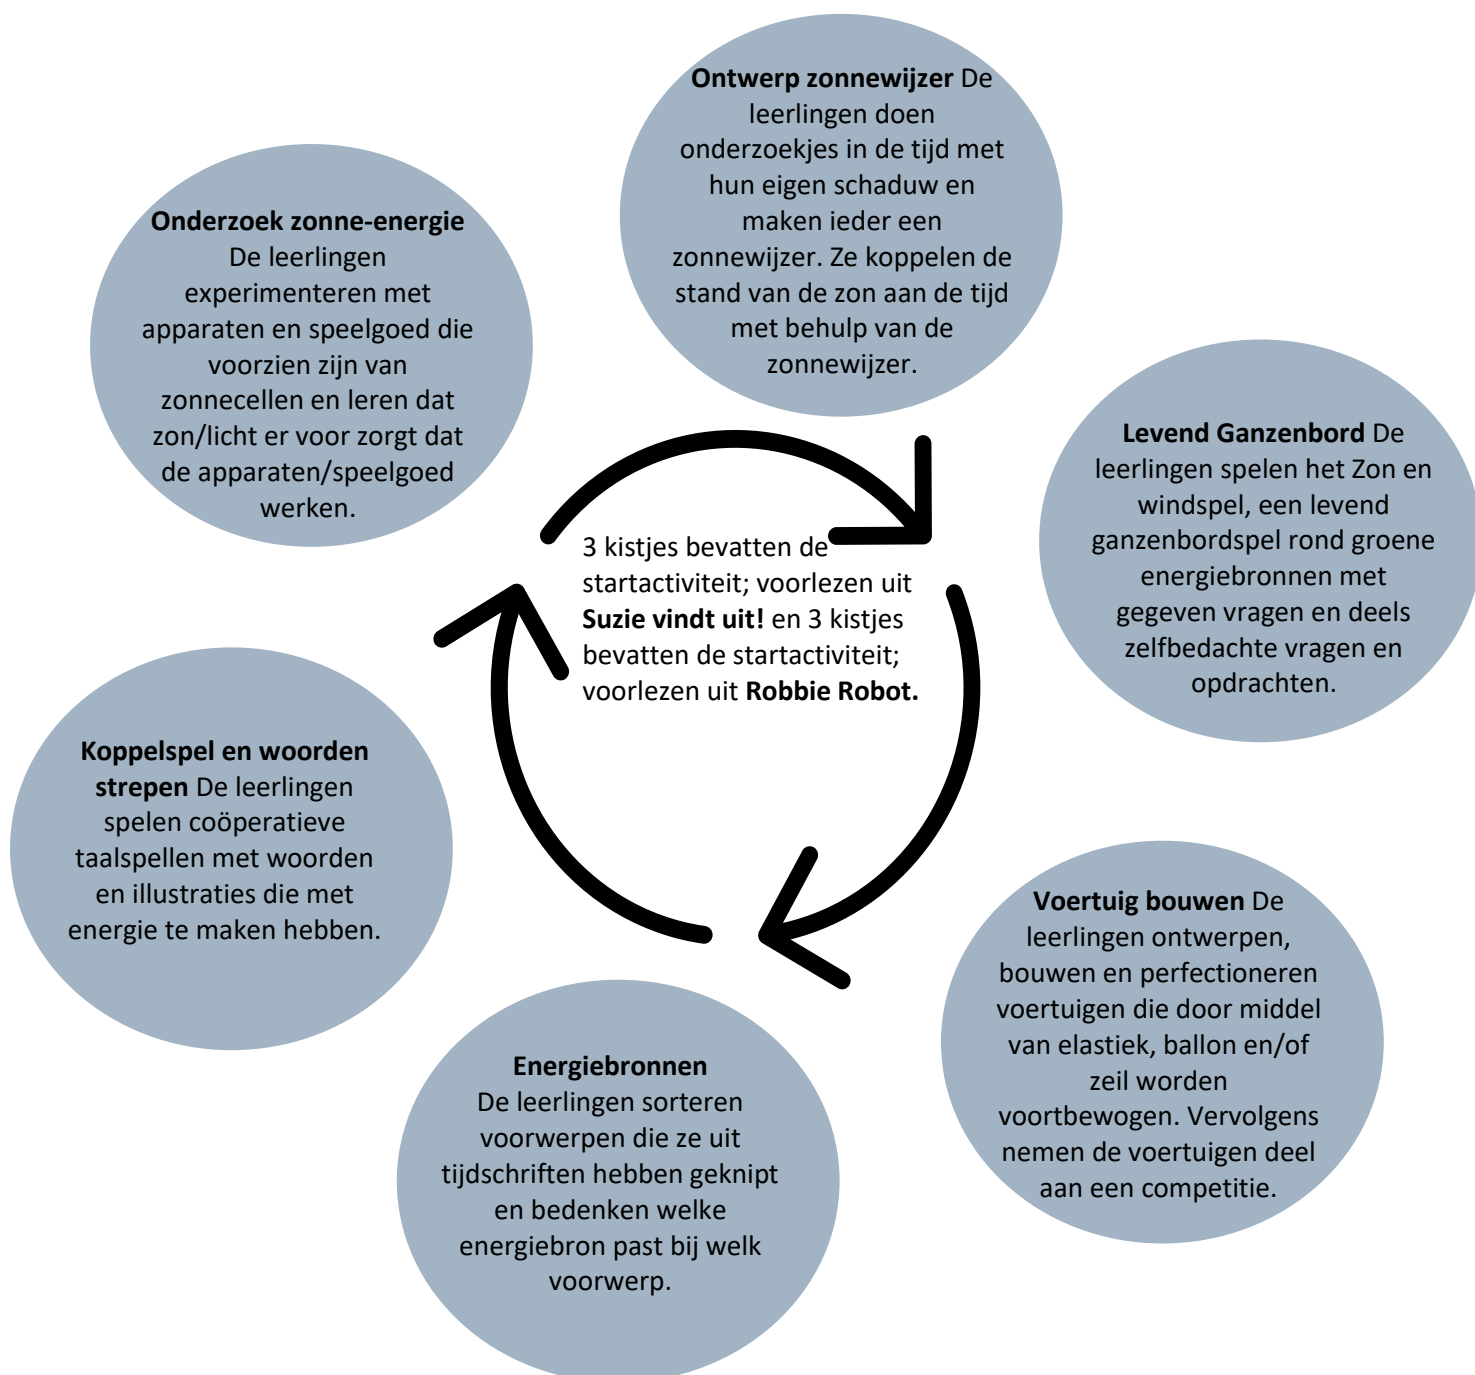 Ontwerp zonnewijzer De
leerlingen doen
onderzoekjes in de tijd met
hun eigen schaduw en
maken ieder een
zonnewijzer. Ze koppelen de
stand van de zon aan de tijd
met behulp van de
zonnewijzer.
Onderzoek zonne-energie
De leerlingen
experimenteren met
apparaten en speelgoed die
voorzien zijn van
zonnecellen en leren dat
zon/licht er voor zorgt dat
de apparaten/speelgoed
werken.
Levend Ganzenbord De
leerlingen spelen het Zon en
windspel, een levend
ganzenbordspel rond groene
energiebronnen met
gegeven vragen en deels
zelfbedachte vragen en
opdrachten.
3 kistjes bevatten de
startactiviteit; voorlezen uit
Suzie vindt uit! en 3 kistjes
bevatten de startactiviteit;
voorlezen uit Robbie Robot.
Koppelspel en woorden
strepen De leerlingen
spelen coöperatieve
taalspellen met woorden
en illustraties die met
energie te maken hebben.
Voertuig bouwen De
leerlingen ontwerpen,
bouwen en perfectioneren
voertuigen die door middel
van elastiek, ballon en/of
zeil worden
voortbewogen. Vervolgens
nemen de voertuigen deel
aan een competitie.
Energiebronnen
De leerlingen sorteren
voorwerpen die ze uit
tijdschriften hebben geknipt
en bedenken welke
energiebron past bij welk
voorwerp.